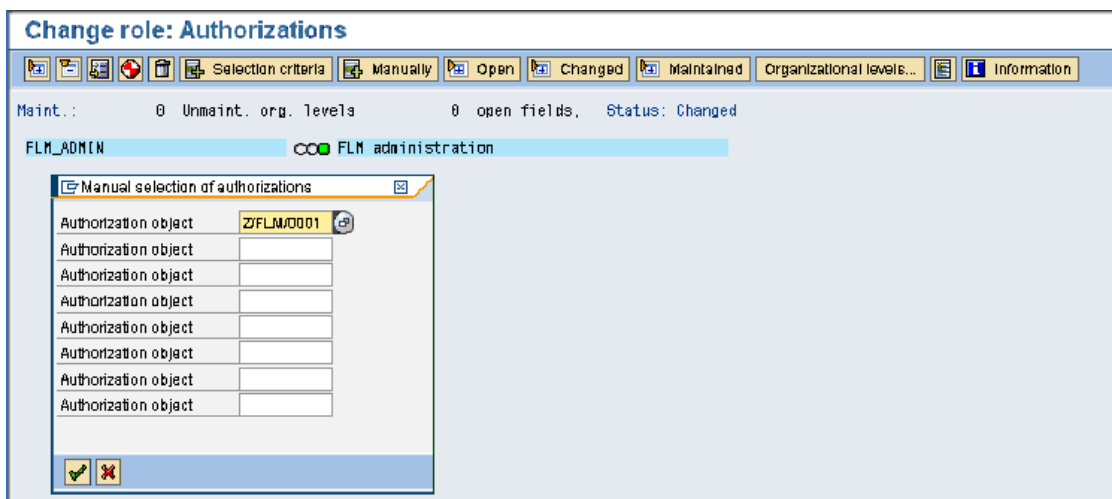 Change role: Authorizations
Selection criteria Manually Open Changed Maintained Organizational levels... Information
Maint.: 0 Unmaint. org. levels 0 open fields, Status: Changed
FLM_ADMIN FLM administration
Manual selection of authorizations
Authorization object Z/FLM/0001
Authorization object
Authorization object
Authorization object
Authorization object
Authorization object
Authorization object
Authorization object